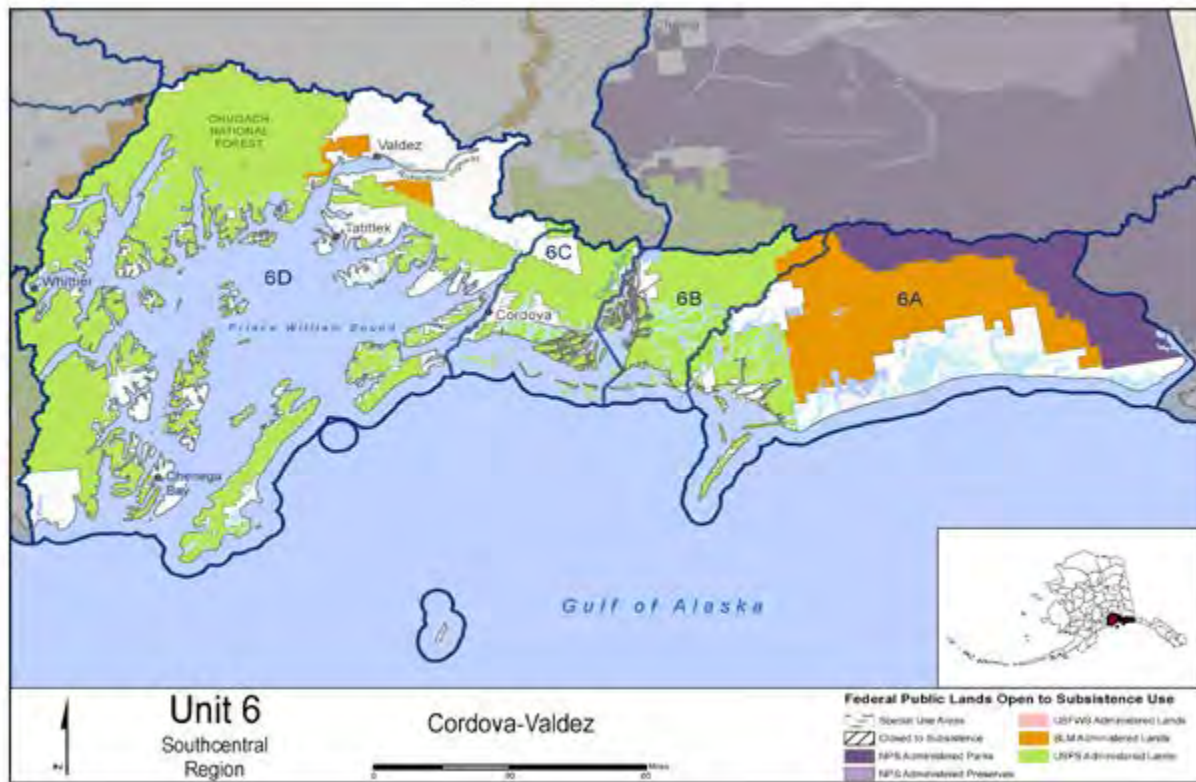 CHUGACH
NATIONAL
FOREST
Valdez
Tatitlek
6C
6D
6B
6A
Whittier
Cordova
Prince William Sound
Chenega
Bay
Gulf of Alaska
Unit 6
Southcentral
Region
Cordova-Valdez
Miles
Federal Public Lands Open to Subsistence Use
Special Use Areas
Closed to Subsistence
NPS Administered Parks
NPS Administered Preserves
USFWS Administered Lands
BLM Administered Lands
USFS Administered Lands